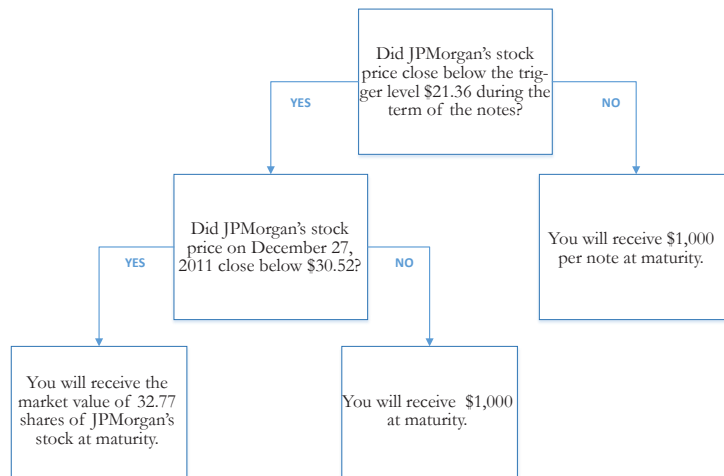 Did JPMorgan's stock
price close below the trig-
ger level $21.36 during the
term of the notes?
YES
NO
Did JPMorgan's stock
price on December 27,
2011 close below $30.52?
You will receive $1,000
per note at maturity.
YES
NO
You will receive the
market value of 32.77
shares of JPMorgan's
stock at maturity.
You will receive $1,000
at maturity.